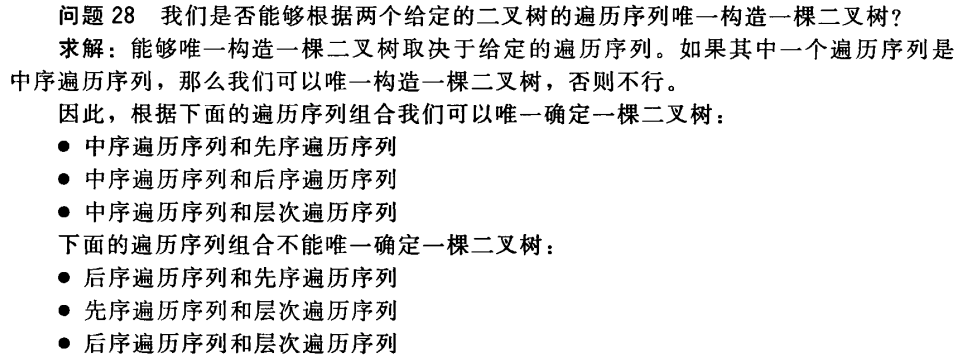 问题 28 我们是否能够根据两个给定的二叉树的遍历序列唯一构造一棵二叉树?
求解:能够唯一构造一棵二叉树取决于给定的遍历序列。如果其中一个遍历序列是
中序遍历序列,那么我们可以唯一构造一棵二叉树,否则不行。
因此,根据下面的遍历序列组合我们可以唯一确定一棵二叉树:
● 中序遍历序列和先序遍历序列
● 中序遍历序列和后序遍历序列
● 中序遍历序列和层次遍历序列
下面的遍历序列组合不能唯一确定一棵二叉树:
● 后序遍历序列和先序遍历序列
● 先序遍历序列和层次遍历序列
● 后序遍历序列和层次遍历序列